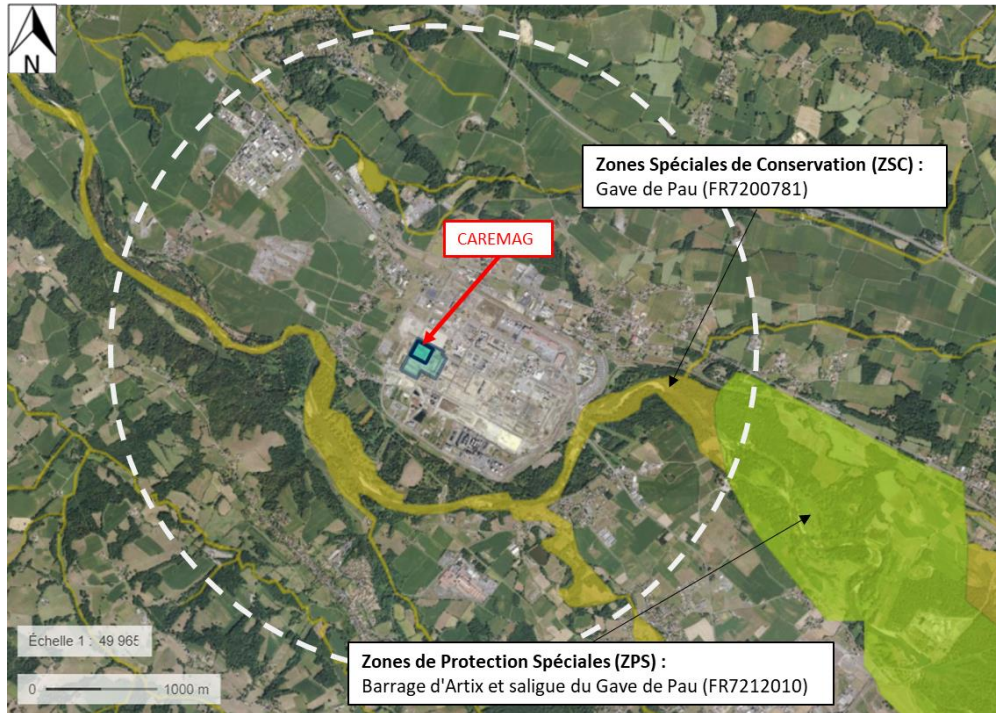 N
Zones Spéciales de Conservation (ZSC) :
Gave de Pau (FR7200781)
CAREMAG
Échelle 1 : 49 965
0 1000 m
Zones de Protection Spéciales (ZPS) :
Barrage d'Artix et saligue du Gave de Pau (FR7212010)